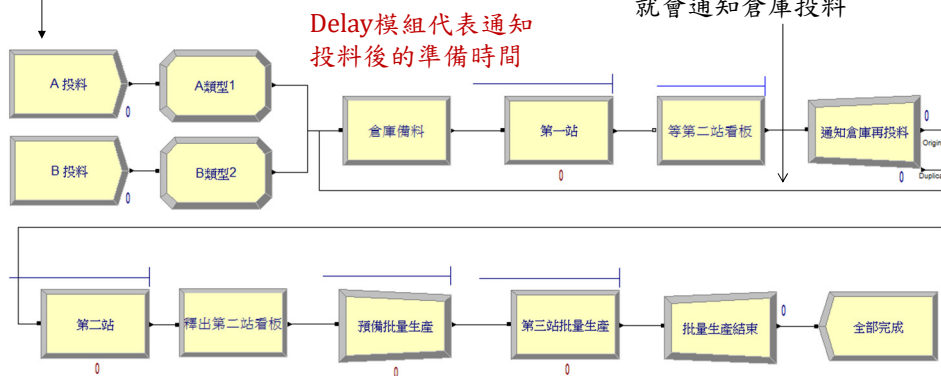 就會通知倉庫投料
Delay模組代表通知
投料後的準備時間
A 投料
0
A類型1
B 投料
0
B類型2
倉庫備料
第一站
0
等第二站看板
通知倉庫再投料
0
Origin
0
Duplica
第二站
0
釋出第二站看板
預備批量生產
0
第三站批量生產
0
批量生產結束
0
全部完成